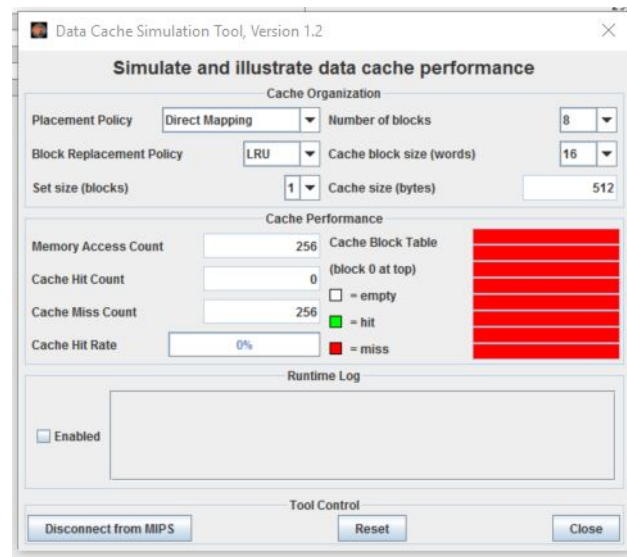 Data Cache Simulation Tool, Version 1.2
Simulate and illustrate data cache performance
Cache Organization
Placement Policy Direct Mapping Number of blocks 8
Block Replacement Policy LRU Cache block size (words) 16
Set size (blocks) 1 Cache size (bytes) 512
Cache Performance
Memory Access Count 256 Cache Block Table
Cache Hit Count 0 (block 0 at top)
= empty
Cache Miss Count 256 = hit
Cache Hit Rate 0% = miss
Runtime Log
Enabled
Tool Control
Disconnect from MIPS Reset Close